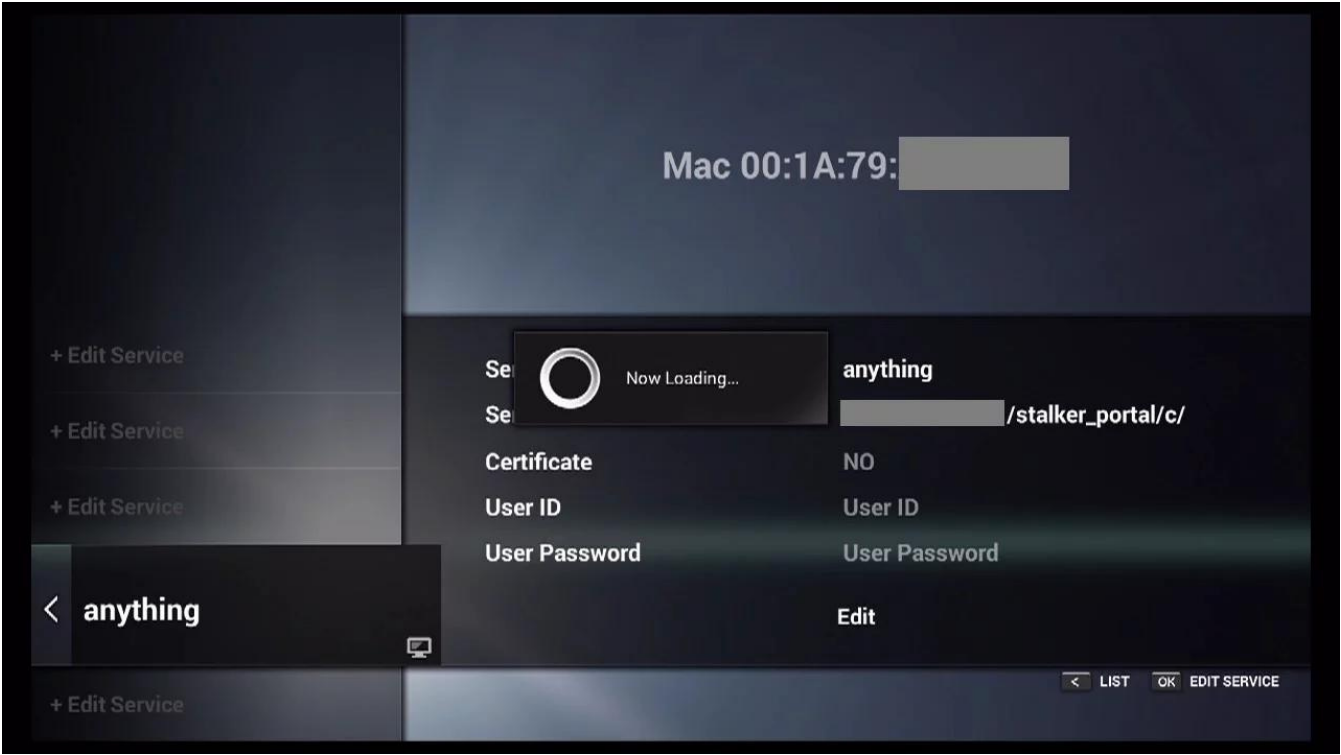 Mac 00:1A:79:
+ Edit Service
+ Edit Service
+ Edit Service
anything
+ Edit Service
Se
Now Loading...
anything
Se
/stalker_portal/c/
Certificate
NO
User ID
User ID
User Password
User Password
Edit
< LIST OK EDIT SERVICE